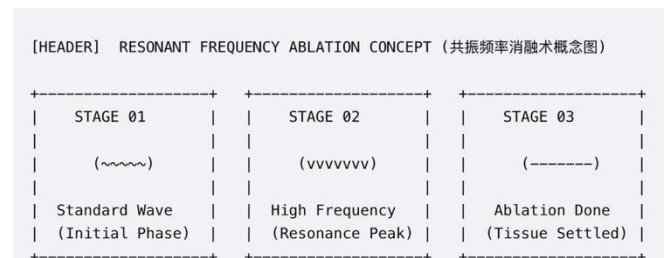 [HEADER] RESONANT FREQUENCY ABLATION CONCEPT (共振频率消融术概念图)
STAGE 01 STAGE 02 STAGE 03
(~~~~~) (vvvvvvv) (-------)
Standard Wave High Frequency Ablation Done
(Initial Phase) (Resonance Peak) (Tissue Settled)